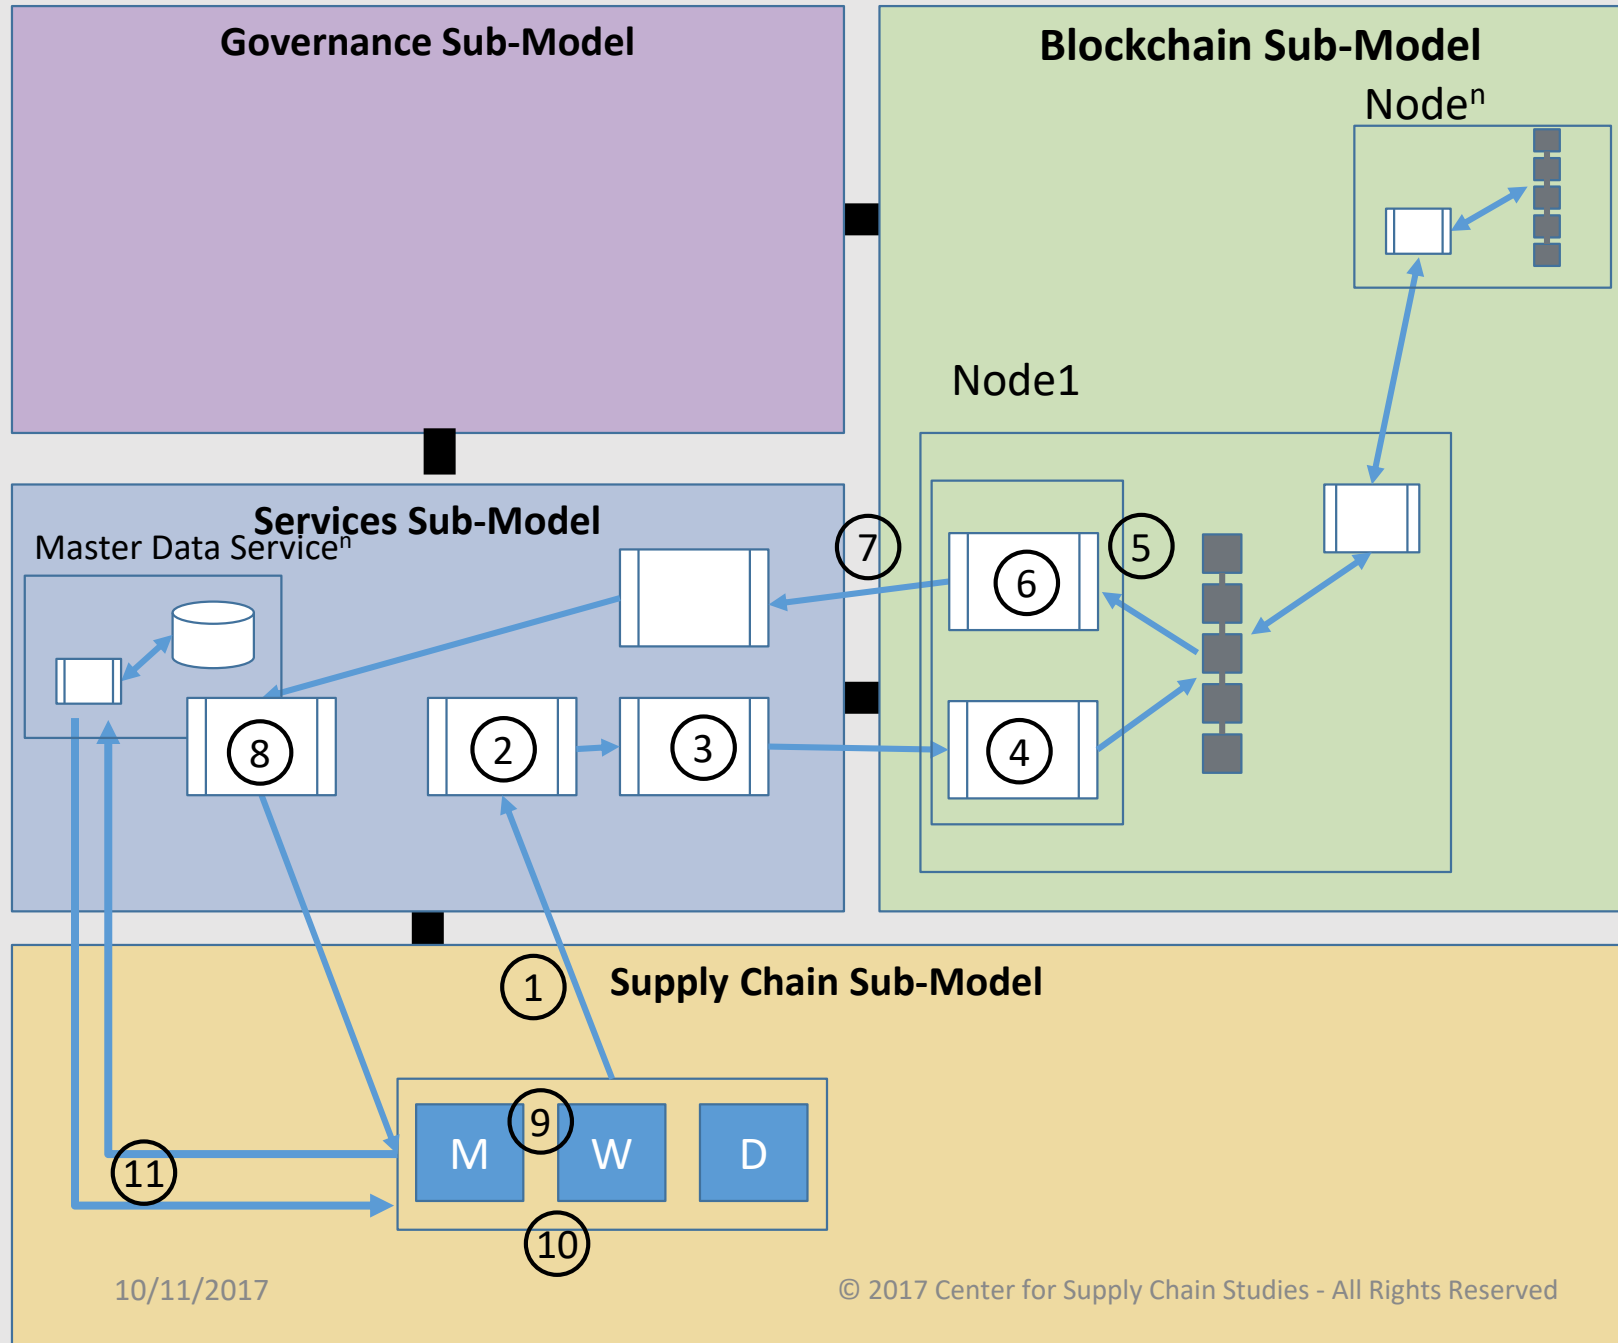 Governance Sub-Model
Blockchain Sub-Model
Nodeⁿ
Node1
Services Sub-Model
Master Data Serviceⁿ
7
5
6
8
2
3
4
1
Supply Chain Sub-Model
9
M
W
D
11
10
10/11/2017
© 2017 Center for Supply Chain Studies - All Rights Reserved